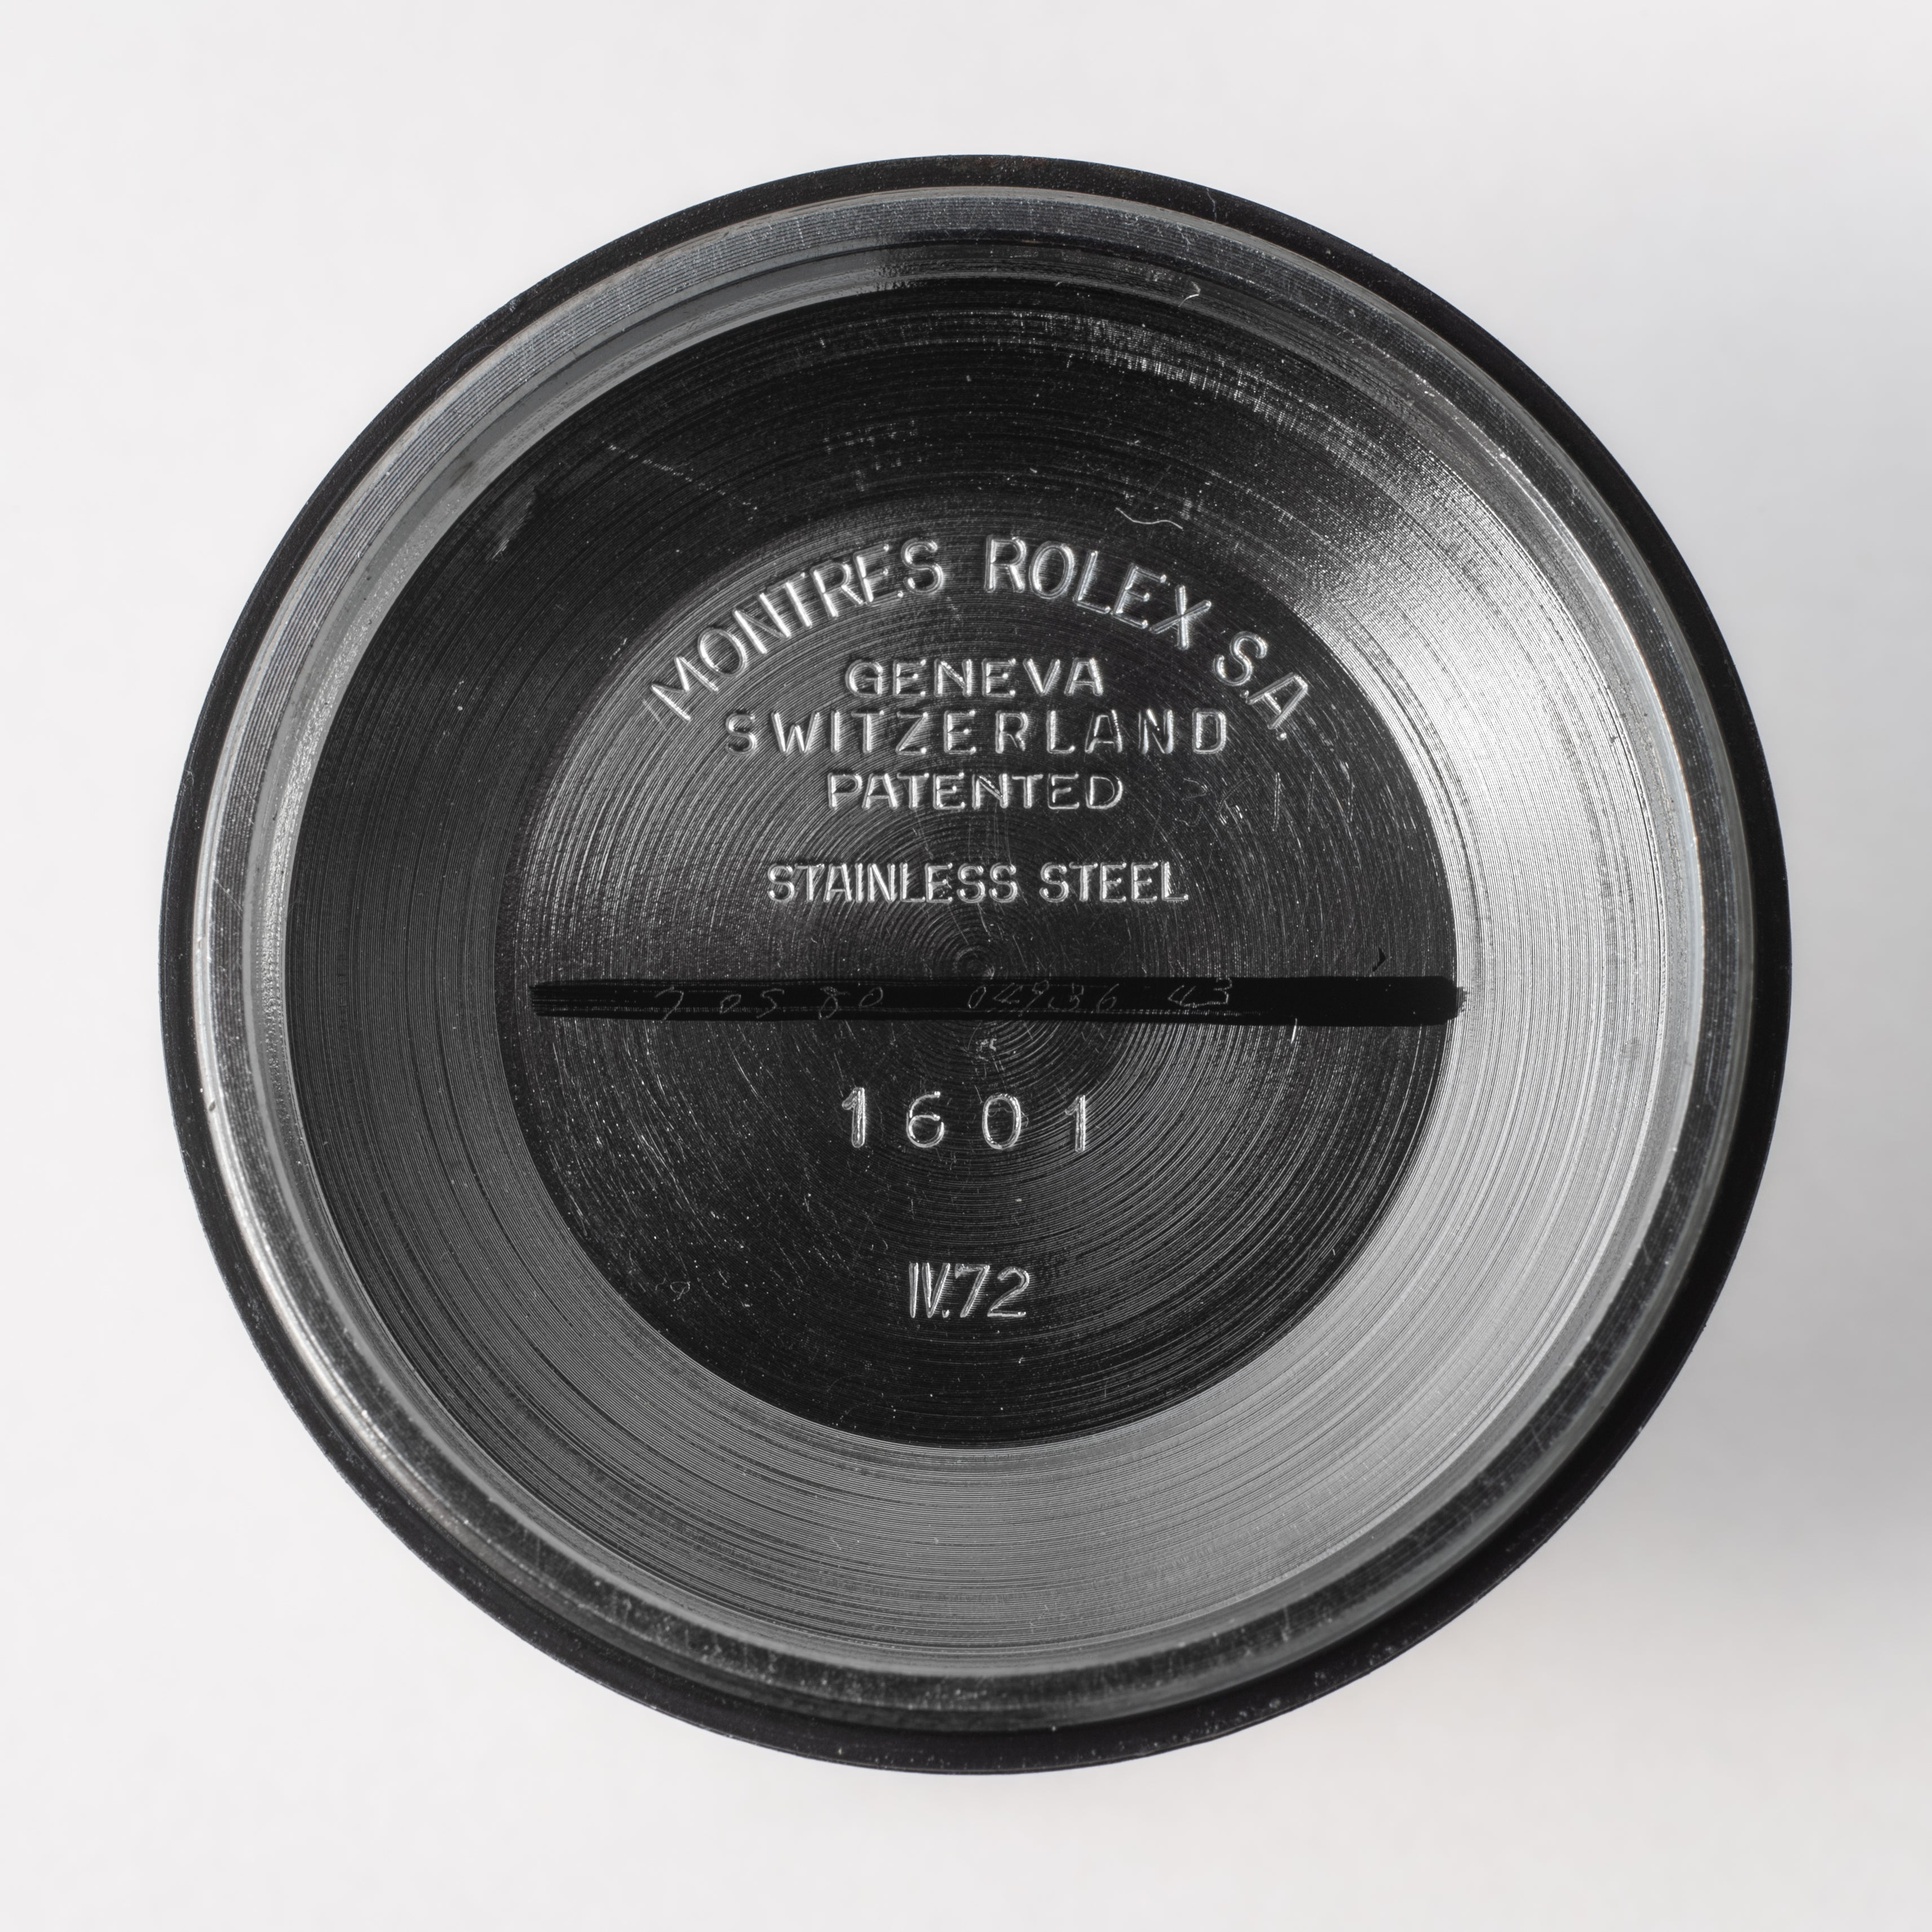 MONTRES ROLEX S.A.
GENEVA
SWITZERLAND
PATENTED
STAINLESS STEEL
1601
IV.72